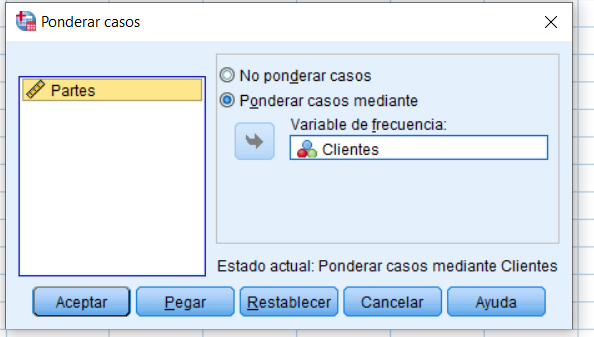 Ponderar casos
Partes
No ponderar casos
Ponderar casos mediante
Variable de frecuencia:
Clientes
Estado actual: Ponderar casos mediante Clientes
Aceptar
Pegar
Restablecer
Cancelar
Ayuda